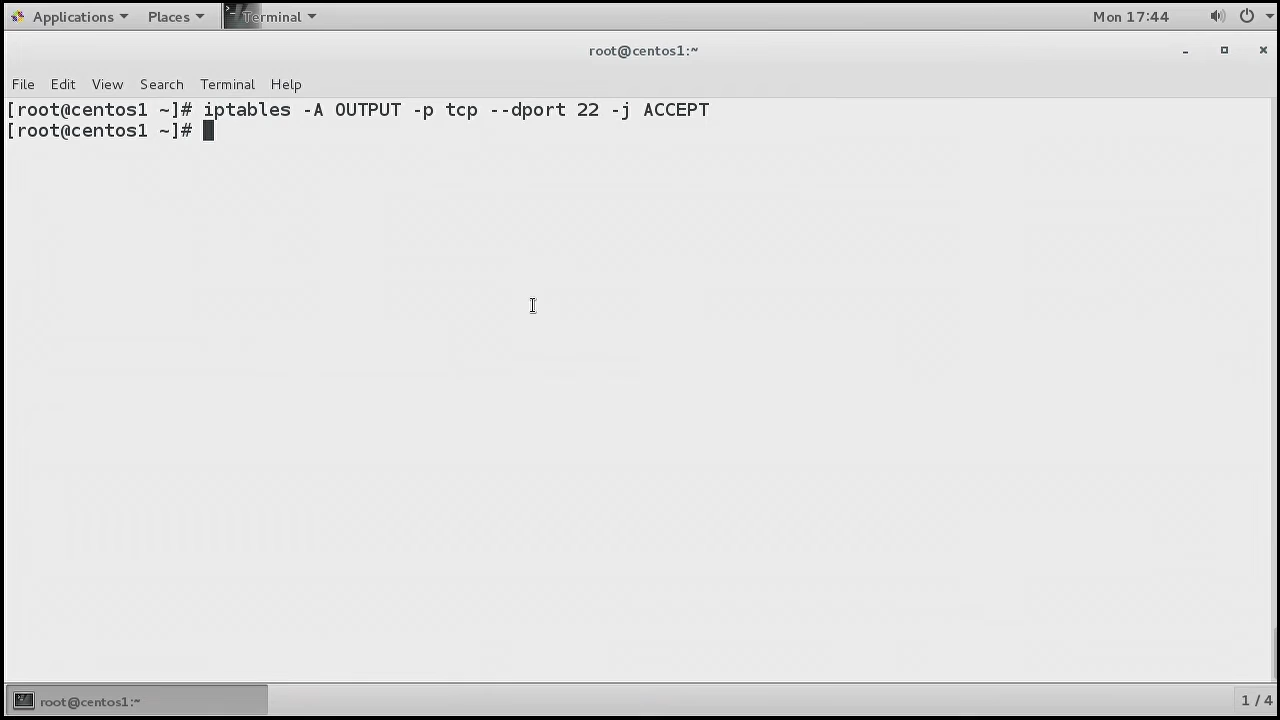 Applications Places Terminal Mon 17:44
root@centos1:~
File Edit View Search Terminal Help
[root@centos1 ~]# iptables -A OUTPUT -p tcp --dport 22 -j ACCEPT
[root@centos1 ~]#
root@centos1:~ 1 / 4